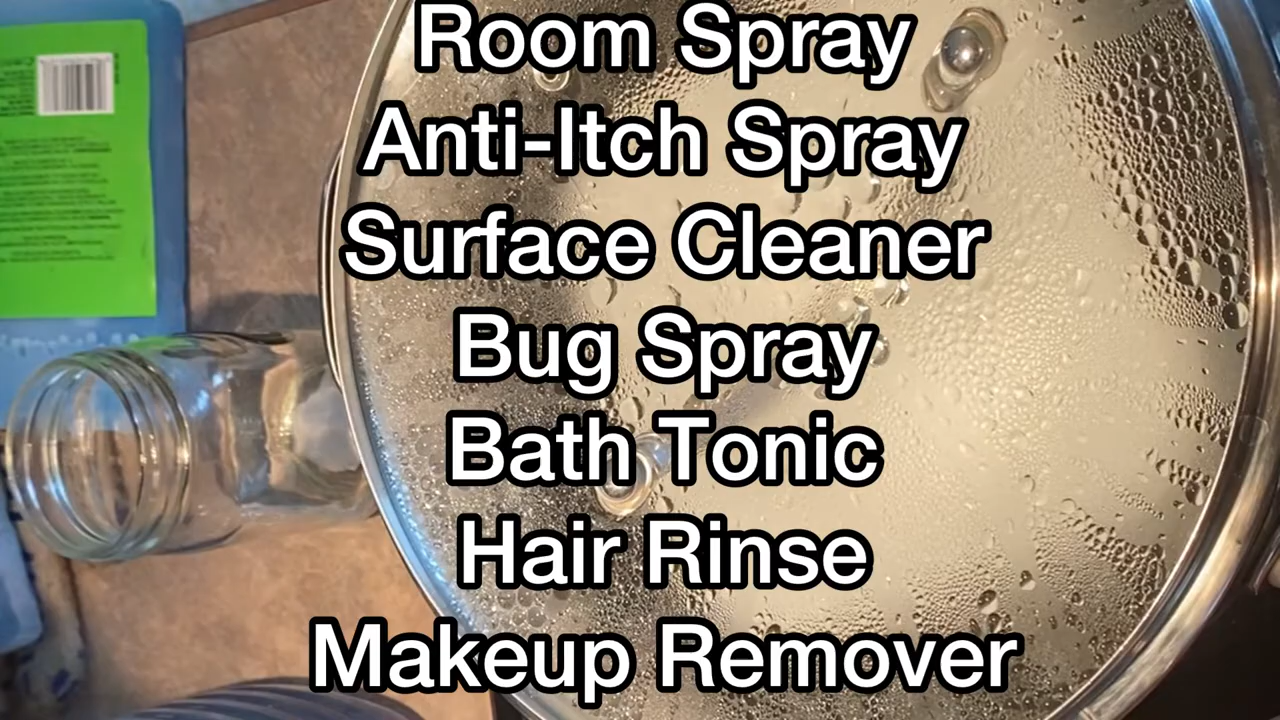 Room Spray
Anti-Itch Spray
Surface Cleaner
Bug Spray
Bath Tonic
Hair Rinse
Makeup Remover